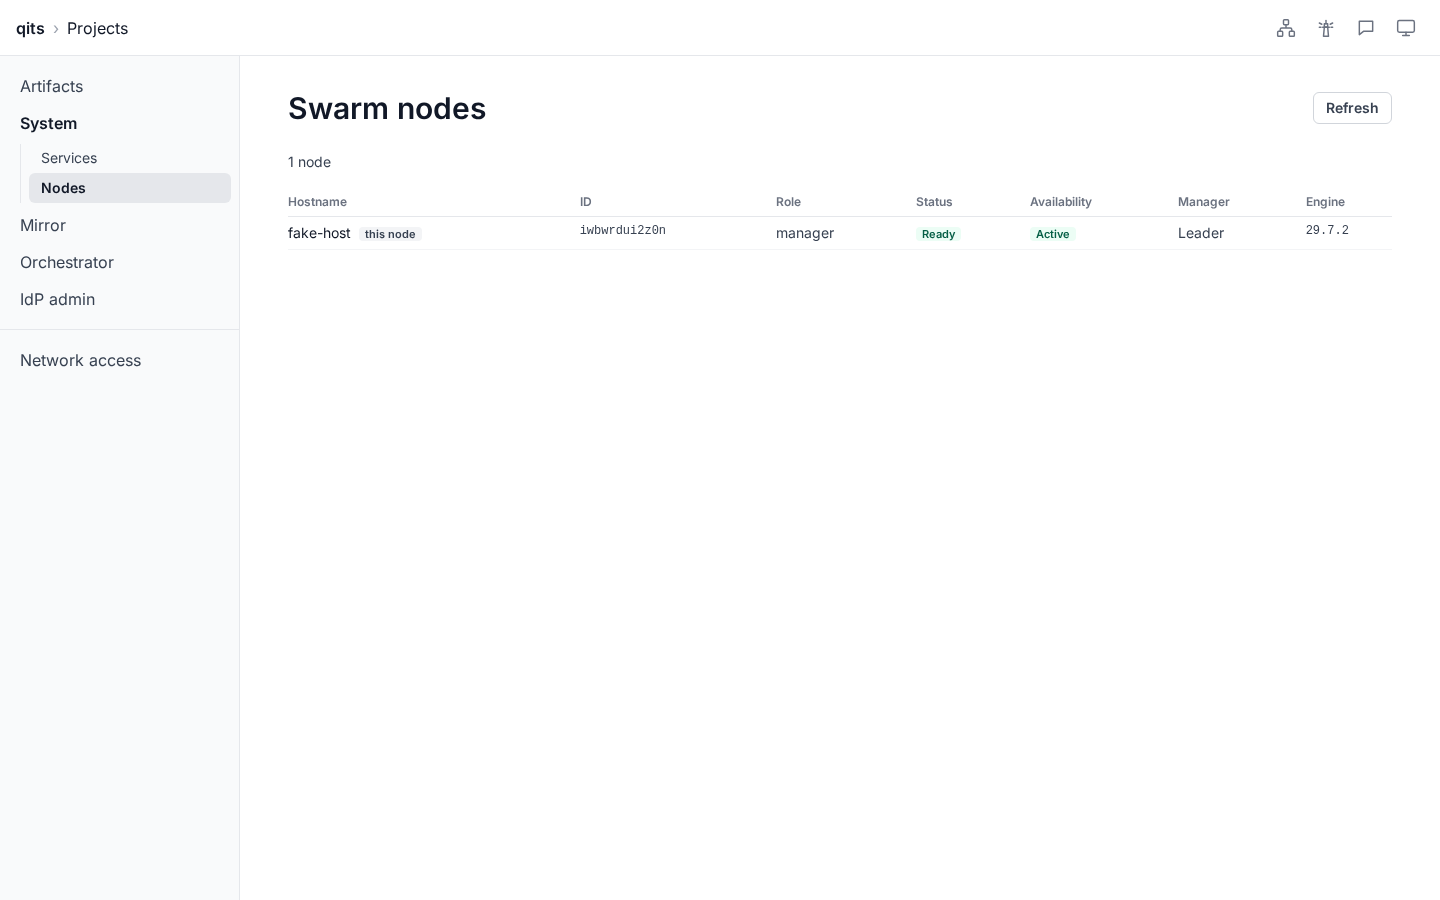 qits › Projects
Artifacts
System
Services
Nodes
Mirror
Orchestrator
IdP admin
Network access
Swarm nodes
Refresh
1 node
Hostname ID Role Status Availability Manager Engine
fake-host this node iwbwrdui2z0n manager Ready Active Leader 29.7.2